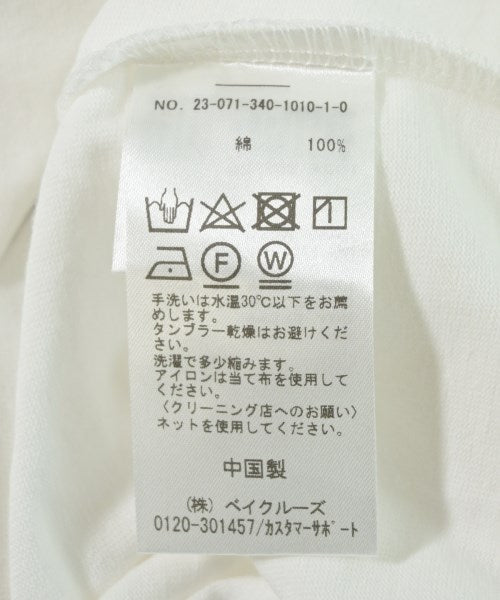 NO. 23-071-340-1010-1-0
綿 100%
F W
手洗いは水温30℃以下をお薦
めします。
タンブラー乾燥はお避けくだ
さい。
洗濯で多少縮みます。
アイロンは当て布を使用して
ください。
〈クリーニング店へのお願い〉
ネットを使用してください。
中国製
(株) ベイクルーズ
0120-301457/ｶｽﾀﾏｰｻﾎﾟｰﾄ